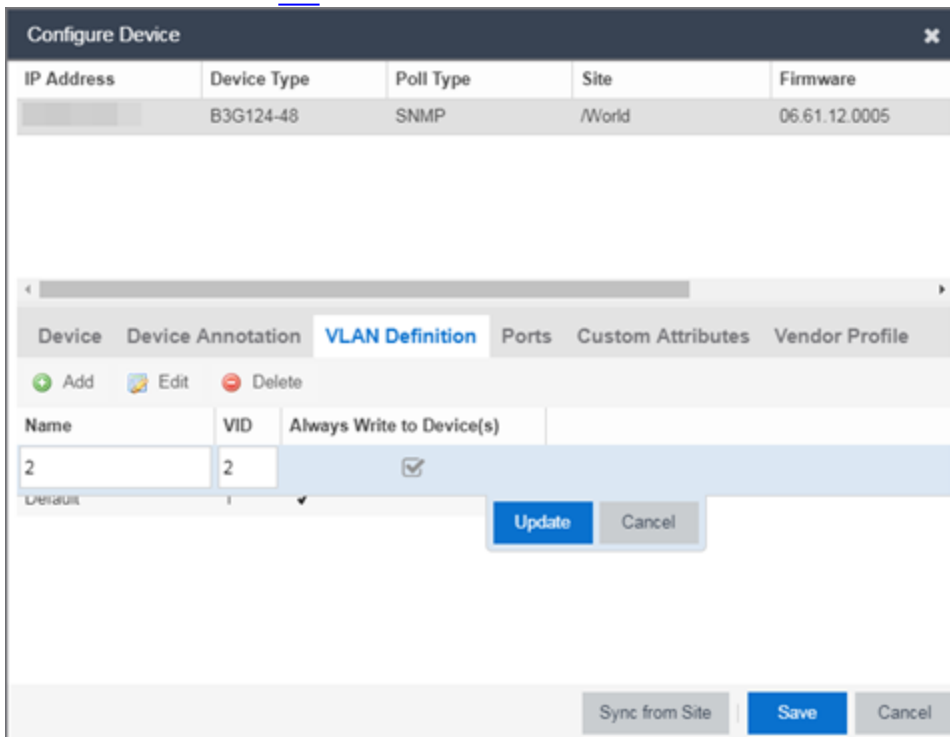 Configure Device
IP Address Device Type Poll Type Site Firmware
B3G124-48 SNMP /World 06.61.12.0005
Device Device Annotation VLAN Definition Ports Custom Attributes Vendor Profile
Add Edit Delete
Name VID Always Write to Device(s)
2 2
Default 1
Update Cancel
Sync from Site Save Cancel